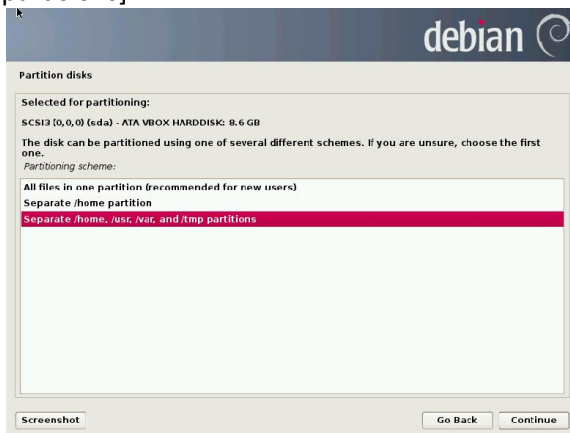 debian
Partition disks
Selected for partitioning:
SCSI3 (0,0,0) (sda) - ATA VBOX HARDDISK: 8.6 GB
The disk can be partitioned using one of several different schemes. If you are unsure, choose the first
one.
Partitioning scheme:
All files in one partition (recommended for new users)
Separate /home partition
Separate /home, /usr, /var, and /tmp partitions
Screenshot
Go Back
Continue